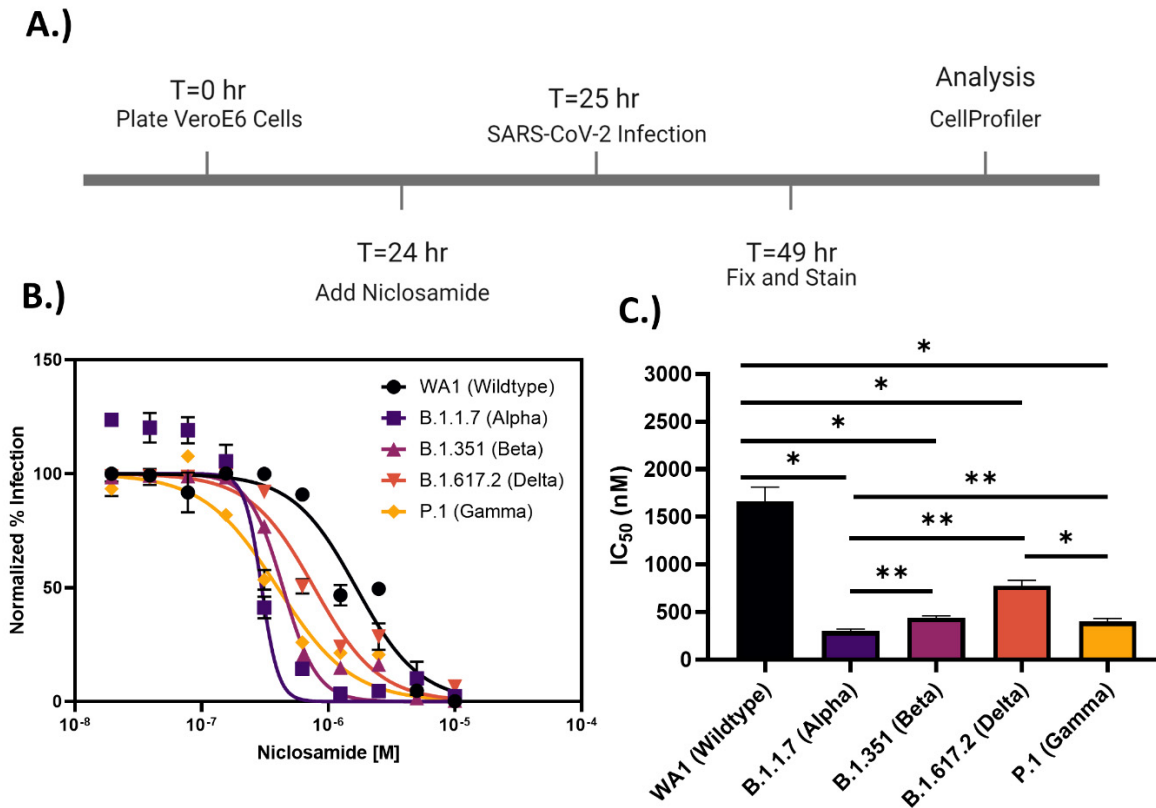 A.)
T=0 hr
Plate VeroE6 Cells
T=25 hr
SARS-CoV-2 Infection
Analysis
CellProfiler
T=24 hr
Add Niclosamide
T=49 hr
Fix and Stain
B.)
150
100
50
0
Normalized % Infection
WA1 (Wildtype)
B.1.1.7 (Alpha)
B.1.351 (Beta)
B.1.617.2 (Delta)
P.1 (Gamma)
10-8
10-7
10-6
10-5
10-4
Niclosamide [M]
C.)
*
*
*
*
**
**
*
**
3000
2500
2000
1500
1000
500
0
IC50 (nM)
WA1 (Wildtype)
B.1.1.7 (Alpha)
B.1.351 (Beta)
B.1.617.2 (Delta)
P.1 (Gamma)